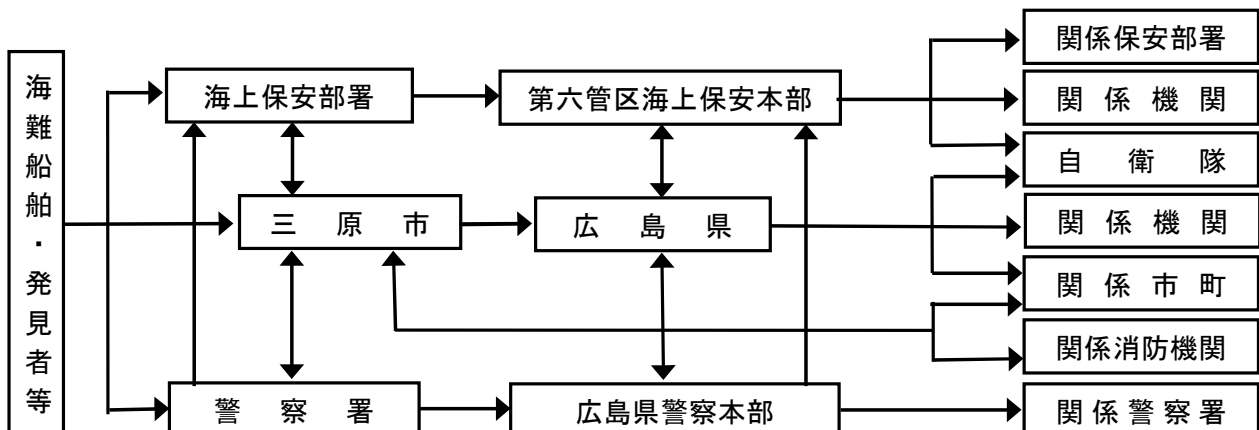 海難船舶・発見者等
海上保安部署
第六管区海上保安本部
三原市
広島県
警察署
広島県警察本部
関係保安部署
関係機関
自衛隊
関係機関
関係市町
関係消防機関
関係警察署